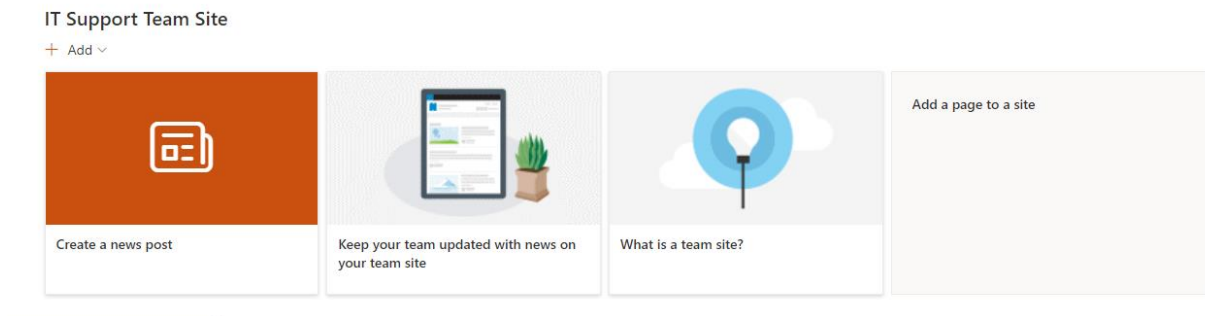 IT Support Team Site
+ Add
Create a news post
Keep your team updated with news on
your team site
What is a team site?
Add a page to a site